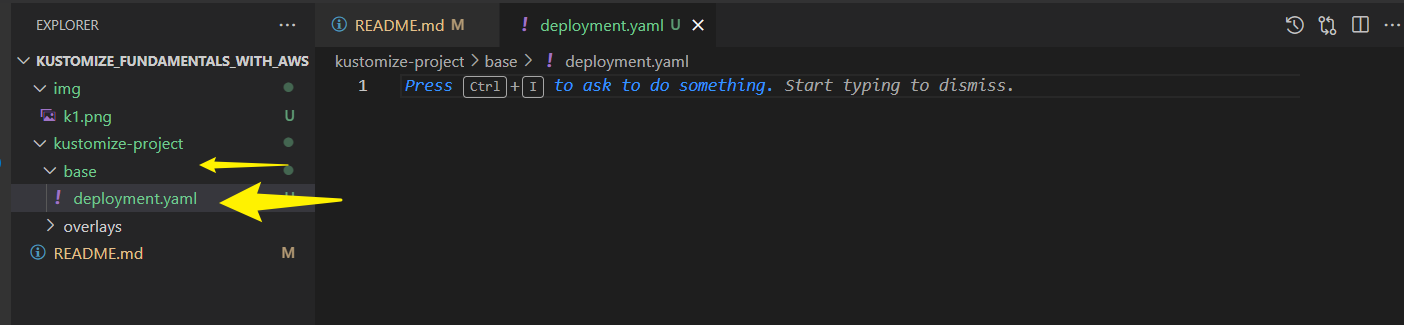 EXPLORER ···
KUSTOMIZE_FUNDAMENTALS_WITH_AWS
img
k1.png U
kustomize-project
base
! deployment.yaml
overlays
README.md M
README.md M
! deployment.yaml U ×
kustomize-project > base > ! deployment.yaml
1 Press Ctrl + I to ask to do something. Start typing to dismiss.